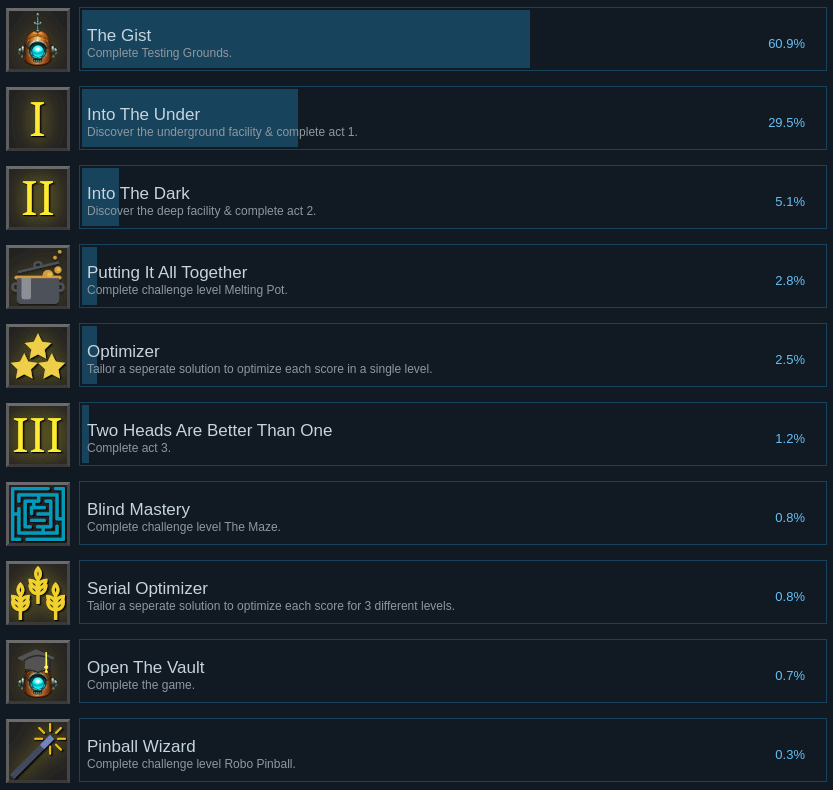 The Gist
Complete Testing Grounds.
60.9%
I
Into The Under
Discover the underground facility & complete act 1.
29.5%
II
Into The Dark
Discover the deep facility & complete act 2.
5.1%
Putting It All Together
Complete challenge level Melting Pot.
2.8%
Optimizer
Tailor a seperate solution to optimize each score in a single level.
2.5%
III
Two Heads Are Better Than One
Complete act 3.
1.2%
Blind Mastery
Complete challenge level The Maze.
0.8%
Serial Optimizer
Tailor a seperate solution to optimize each score for 3 different levels.
0.8%
Open The Vault
Complete the game.
0.7%
Pinball Wizard
Complete challenge level Robo Pinball.
0.3%